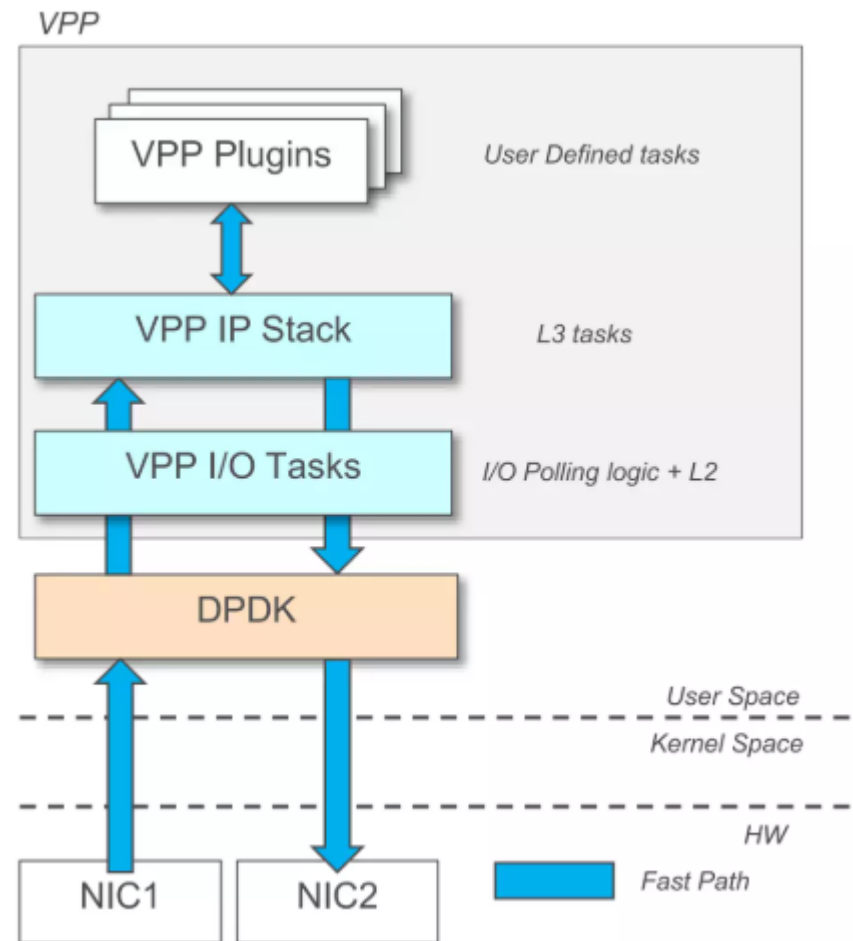 VPP
VPP Plugins
User Defined tasks
VPP IP Stack
L3 tasks
VPP I/O Tasks
I/O Polling logic + L2
DPDK
User Space
Kernel Space
HW
NIC1
NIC2
Fast Path